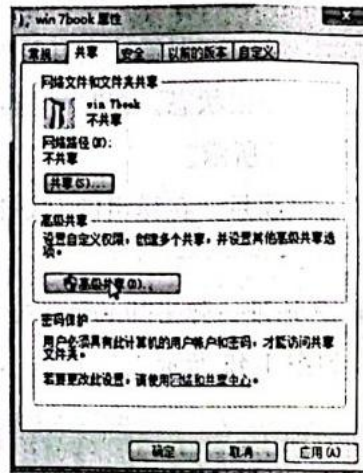 win 7book 属性
常规 共享 安全 以前的版本 自定义
网络文件和文件夹共享
win 7book
不共享
网络路径(N):
不共享
共享(S)...
高级共享
设置自定义权限，创建多个共享，并设置其他高级共享选
项。
高级共享(D)...
密码保护
用户必须具有此计算机的用户帐户和密码，才能访问共享
文件夹。
若要更改此设置，请使用网络和共享中心。
确定 取消 应用(A)